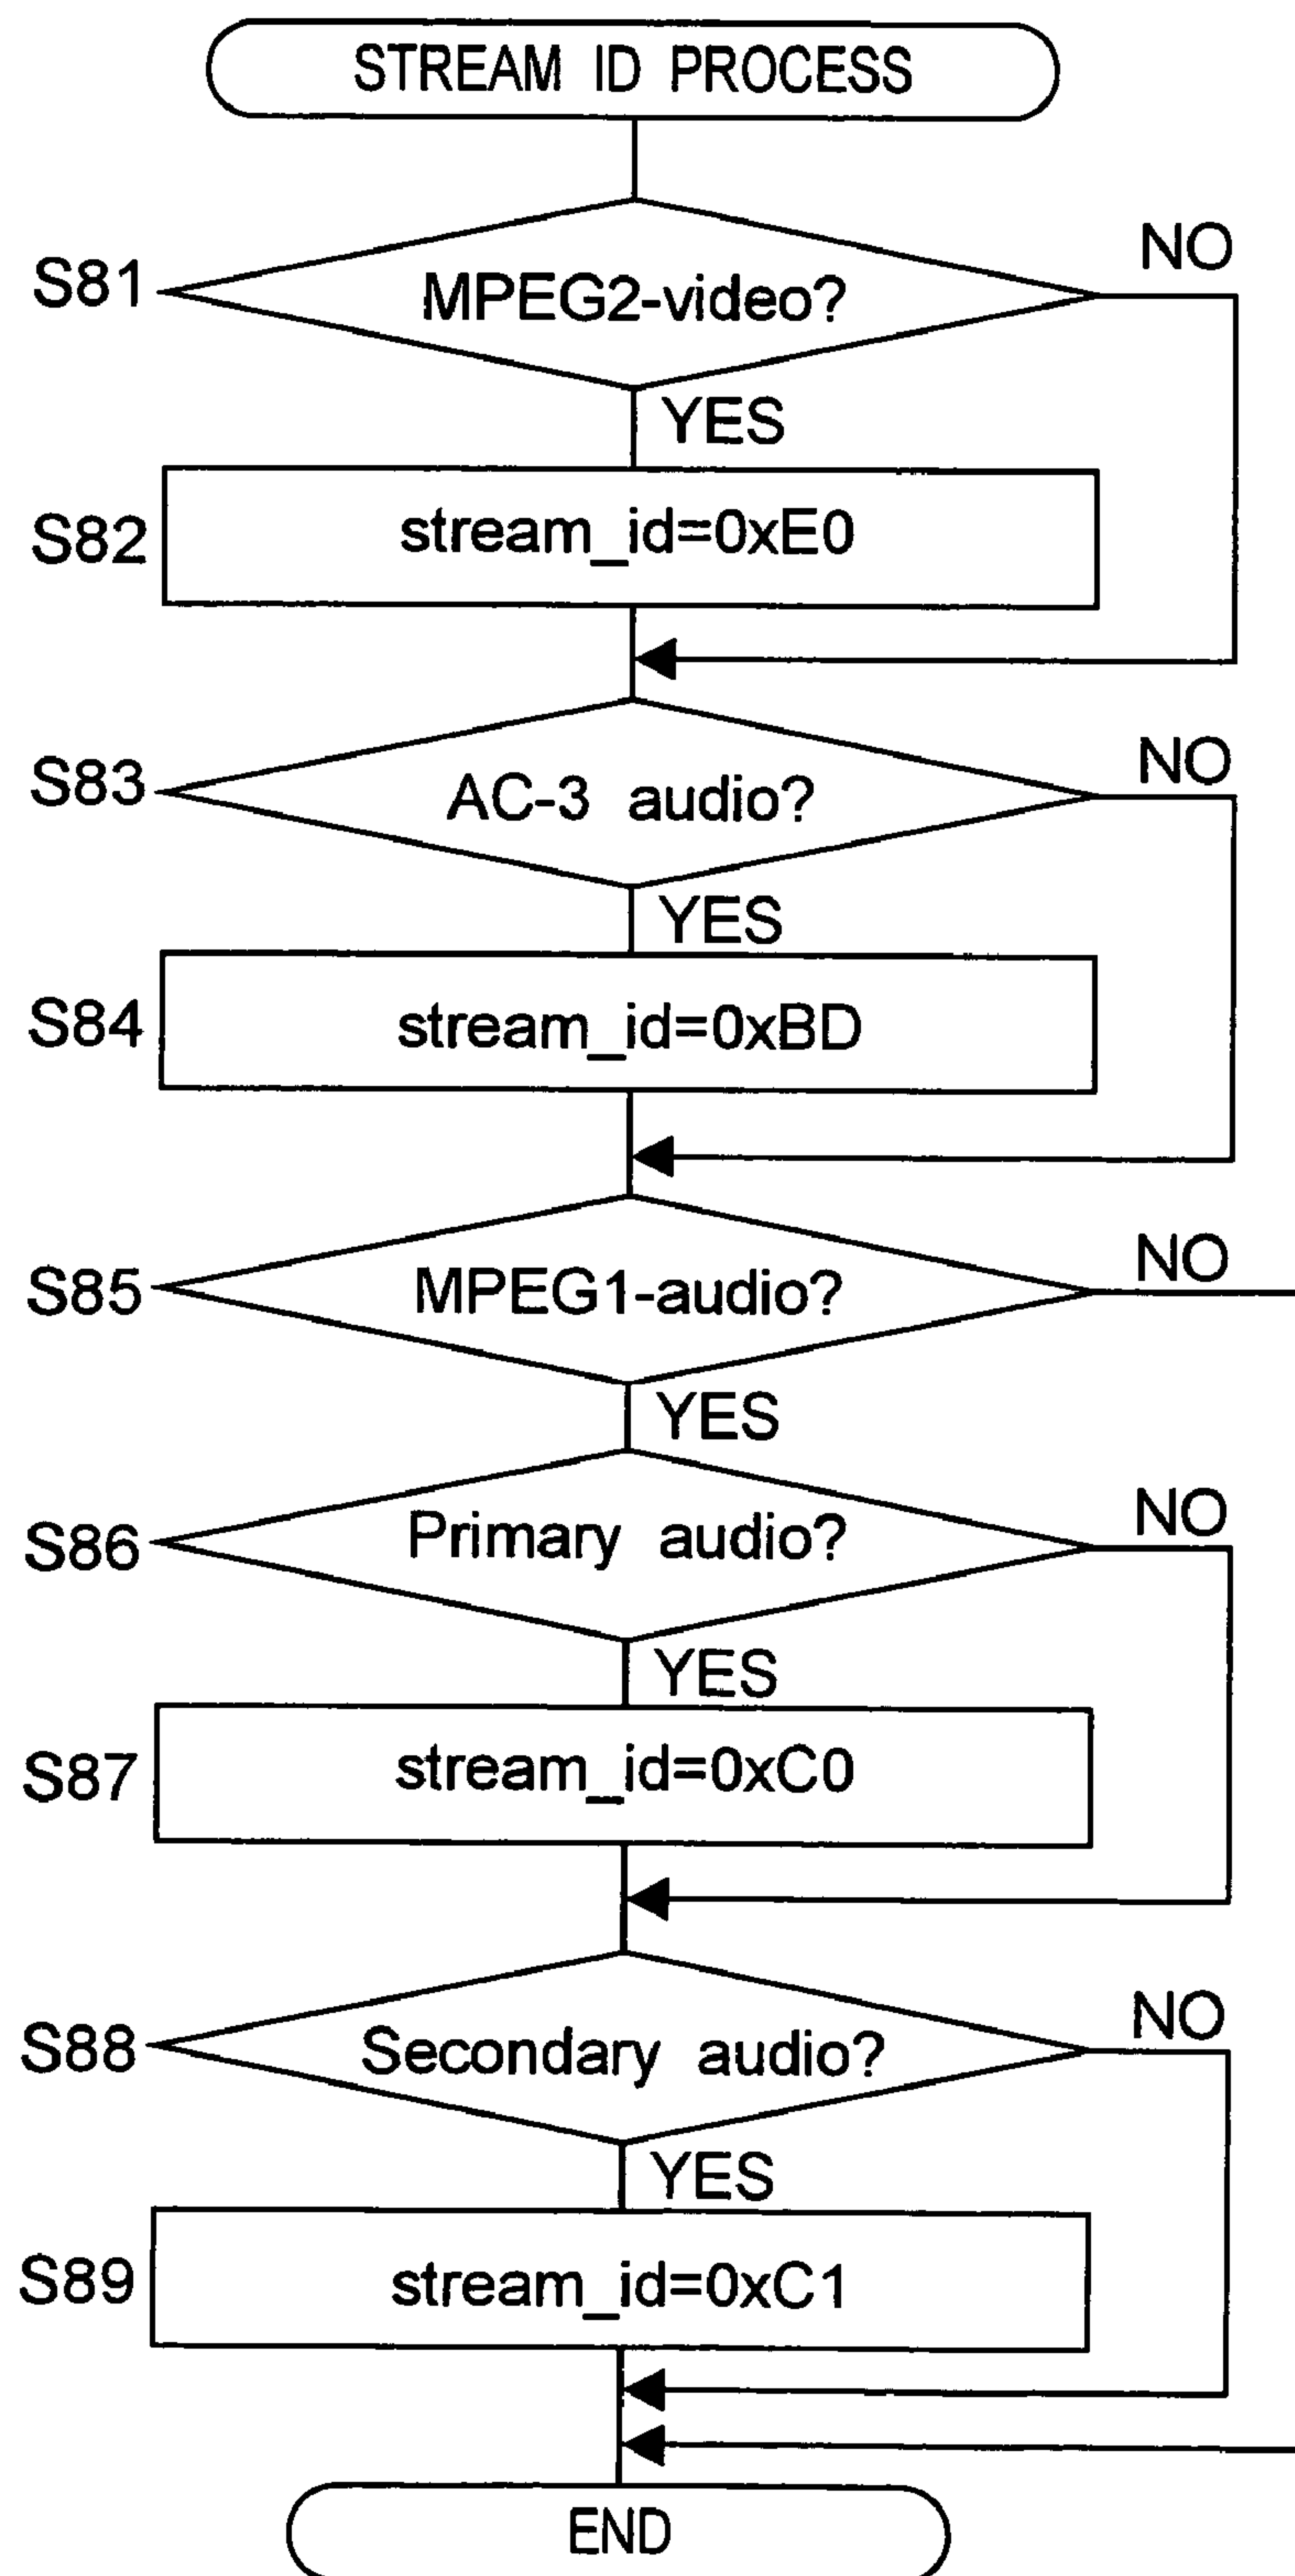 STREAM ID PROCESS
S81
MPEG2-video?
NO
YES
S82
stream_id=0xE0
S83
AC-3 audio?
NO
YES
S84
stream_id=0xBD
S85
MPEG1-audio?
NO
YES
S86
Primary audio?
NO
YES
S87
stream_id=0xC0
S88
Secondary audio?
NO
YES
S89
stream_id=0xC1
END